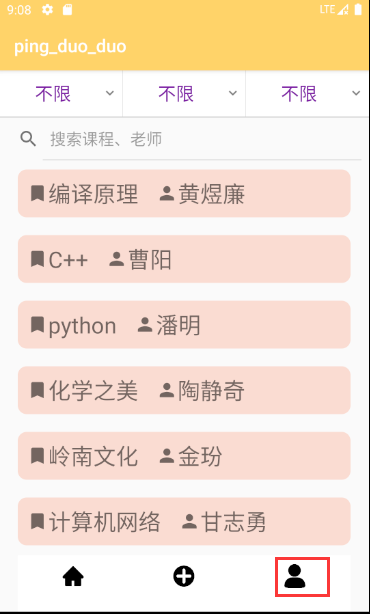 9:08 LTE
ping_duo_duo
不限 不限 不限
搜索课程、老师
编译原理 黄煜廉
C++ 曹阳
python 潘明
化学之美 陶静奇
岭南文化 金玢
计算机网络 甘志勇